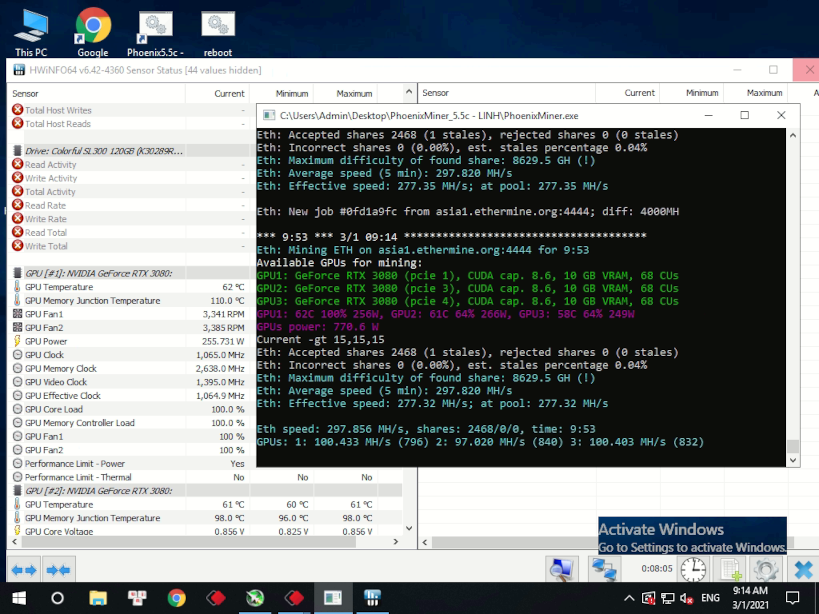 This PC
Google
Phoenix5.5c -
reboot
HWiNFO64 v6.42-4360 Sensor Status [44 values hidden]
Sensor Current Minimum Maximum
Sensor Current Minimum Maximum A
Total Host Writes -
Total Host Reads -
Drive: Colorful SL300 120GB (K30289R...
Read Activity -
Write Activity -
Total Activity -
Read Rate -
Write Rate -
Read Total -
Write Total -
GPU [#1]: NVIDIA GeForce RTX 3080:
GPU Temperature 62 °C
GPU Memory Junction Temperature 110.0 °C
GPU Fan1 3,341 RPM
GPU Fan2 3,385 RPM
GPU Power 255.731 W
GPU Clock 1,065.0 MHz
GPU Memory Clock 2,638.0 MHz
GPU Video Clock 1,395.0 MHz
GPU Effective Clock 1,064.9 MHz
GPU Core Load 100.0 %
GPU Memory Controller Load 100.0 %
GPU Fan1 100 %
GPU Fan2 100 %
Performance Limit - Power Yes
Performance Limit - Thermal No No No
GPU [#2]: NVIDIA GeForce RTX 3080:
GPU Temperature 61 °C 60 °C 61 °C
GPU Memory Junction Temperature 98.0 °C 96.0 °C 98.0 °C
GPU Core Voltage 0.856 V 0.825 V 0.856 V
C:\Users\Admin\Desktop\PhoenixMiner_5.5c - LINH\PhoenixMiner.exe
Eth: Accepted shares 2468 (1 stales), rejected shares 0 (0 stales)
Eth: Incorrect shares 0 (0.00%), est. stales percentage 0.04%
Eth: Maximum difficulty of found share: 8629.5 GH (!)
Eth: Average speed (5 min): 297.820 MH/s
Eth: Effective speed: 277.35 MH/s; at pool: 277.35 MH/s
Eth: New job #0fd1a9fc from asia1.ethermine.org:4444; diff: 4000MH
*** 9:53 *** 3/1 09:14 **************************************
Eth: Mining ETH on asia1.ethermine.org:4444 for 9:53
Available GPUs for mining:
GPU1: GeForce RTX 3080 (pcie 1), CUDA cap. 8.6, 10 GB VRAM, 68 CUs
GPU2: GeForce RTX 3080 (pcie 3), CUDA cap. 8.6, 10 GB VRAM, 68 CUs
GPU3: GeForce RTX 3080 (pcie 4), CUDA cap. 8.6, 10 GB VRAM, 68 CUs
GPU1: 62C 100% 256W, GPU2: 61C 64% 266W, GPU3: 58C 64% 249W
GPUs power: 770.6 W
Current -gt 15,15,15
Eth: Accepted shares 2468 (1 stales), rejected shares 0 (0 stales)
Eth: Incorrect shares 0 (0.00%), est. stales percentage 0.04%
Eth: Maximum difficulty of found share: 8629.5 GH (!)
Eth: Average speed (5 min): 297.820 MH/s
Eth: Effective speed: 277.32 MH/s; at pool: 277.32 MH/s
Eth speed: 297.856 MH/s, shares: 2468/0/0, time: 9:53
GPUs: 1: 100.433 MH/s (796) 2: 97.020 MH/s (840) 3: 100.403 MH/s (832)
Activate Windows
Go to Settings to activate Windows.
0:08:05
ENG
9:14 AM
3/1/2021